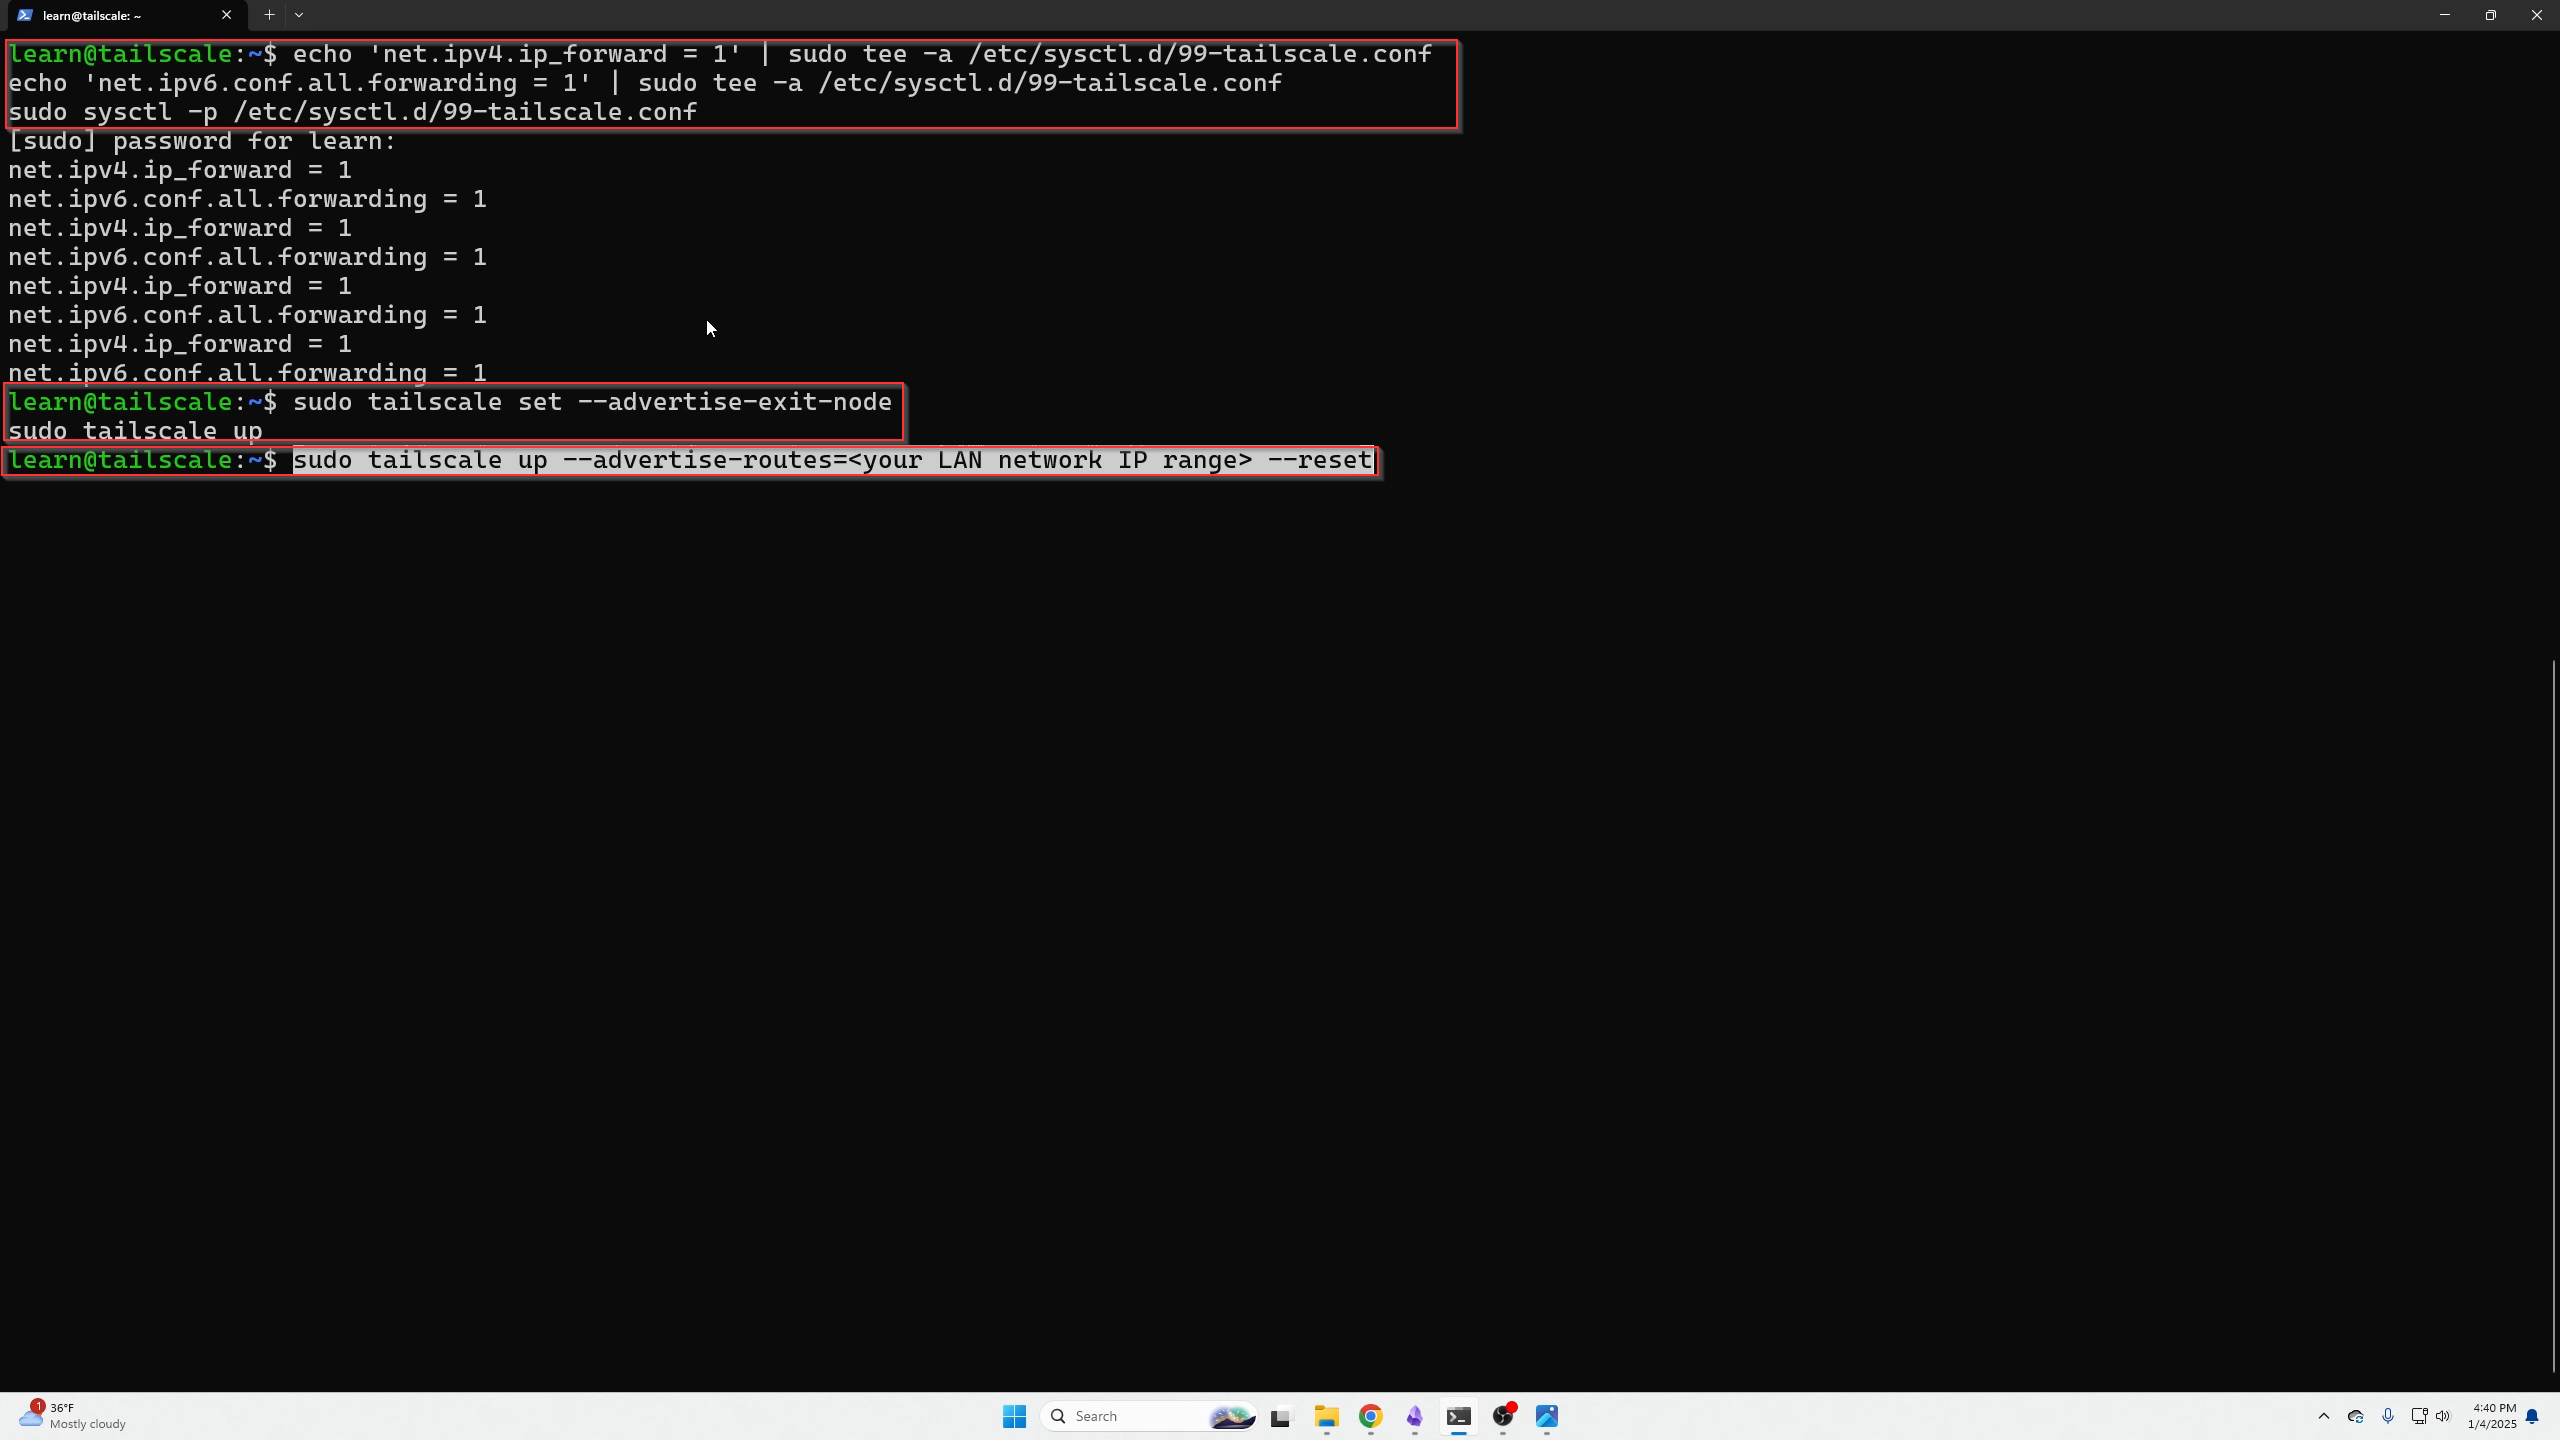 learn@tailscale: ~
learn@tailscale:~$ echo 'net.ipv4.ip_forward = 1' | sudo tee -a /etc/sysctl.d/99-tailscale.conf
echo 'net.ipv6.conf.all.forwarding = 1' | sudo tee -a /etc/sysctl.d/99-tailscale.conf
sudo sysctl -p /etc/sysctl.d/99-tailscale.conf
[sudo] password for learn:
net.ipv4.ip_forward = 1
net.ipv6.conf.all.forwarding = 1
net.ipv4.ip_forward = 1
net.ipv6.conf.all.forwarding = 1
net.ipv4.ip_forward = 1
net.ipv6.conf.all.forwarding = 1
net.ipv4.ip_forward = 1
net.ipv6.conf.all.forwarding = 1
learn@tailscale:~$ sudo tailscale set --advertise-exit-node
sudo tailscale up
learn@tailscale:~$ sudo tailscale up --advertise-routes=<your LAN network IP range> --reset
1
36°F
Mostly cloudy
Search
4:40 PM
1/4/2025